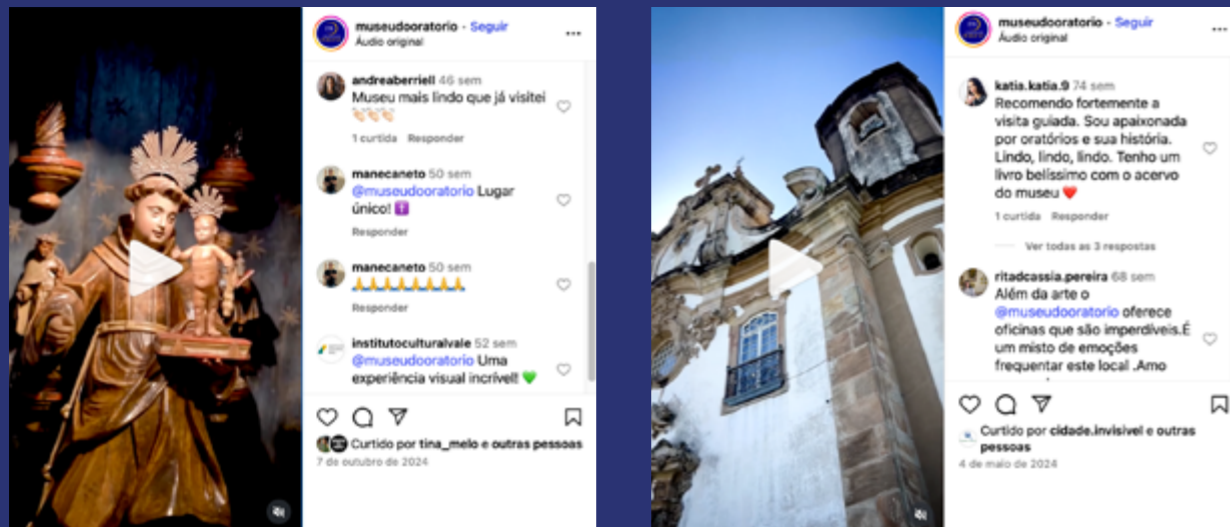 museudooratorio · Seguir
Áudio original
andreaberriell 46 sem
Museu mais lindo que já visitei
👏🏻👏🏻👏🏻
1 curtida Responder
manecaneto 50 sem
@museudooratorio Lugar
único! ✝️
Responder
manecaneto 50 sem
🙏🙏🙏🙏🙏🙏🙏🙏🙏
Responder
institutoculturalvale 52 sem
@museudooratorio Uma
experiência visual incrível! 💚
Curtido por tina_melo e outras pessoas
7 de outubro de 2024
museudooratorio · Seguir
Áudio original
katia.katia.9 74 sem
Recomendo fortemente a
visita guiada. Sou apaixonada
por oratórios e sua história.
Lindo, lindo, lindo. Tenho um
livro belíssimo com o acervo
do museu ❤️
1 curtida Responder
Ver todas as 3 respostas
ritadcassia.pereira 68 sem
Além da arte o
@museudooratorio oferece
oficinas que são imperdíveis.É
um misto de emoções
frequentar este local .Amo
Curtido por cidade.invisivel e outras
pessoas
4 de maio de 2024